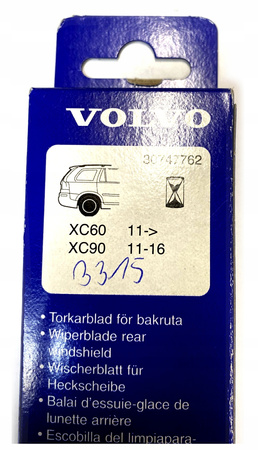 VOLVO
30747762
XC60 11->
XC90 11-16
3315
• Torkarblad för bakruta
• Wiperblade rear
windshield
• Wischerblatt für
Heckscheibe
• Balai d'essuie-glace de
lunette arrière
• Escobilla del limpiapara-